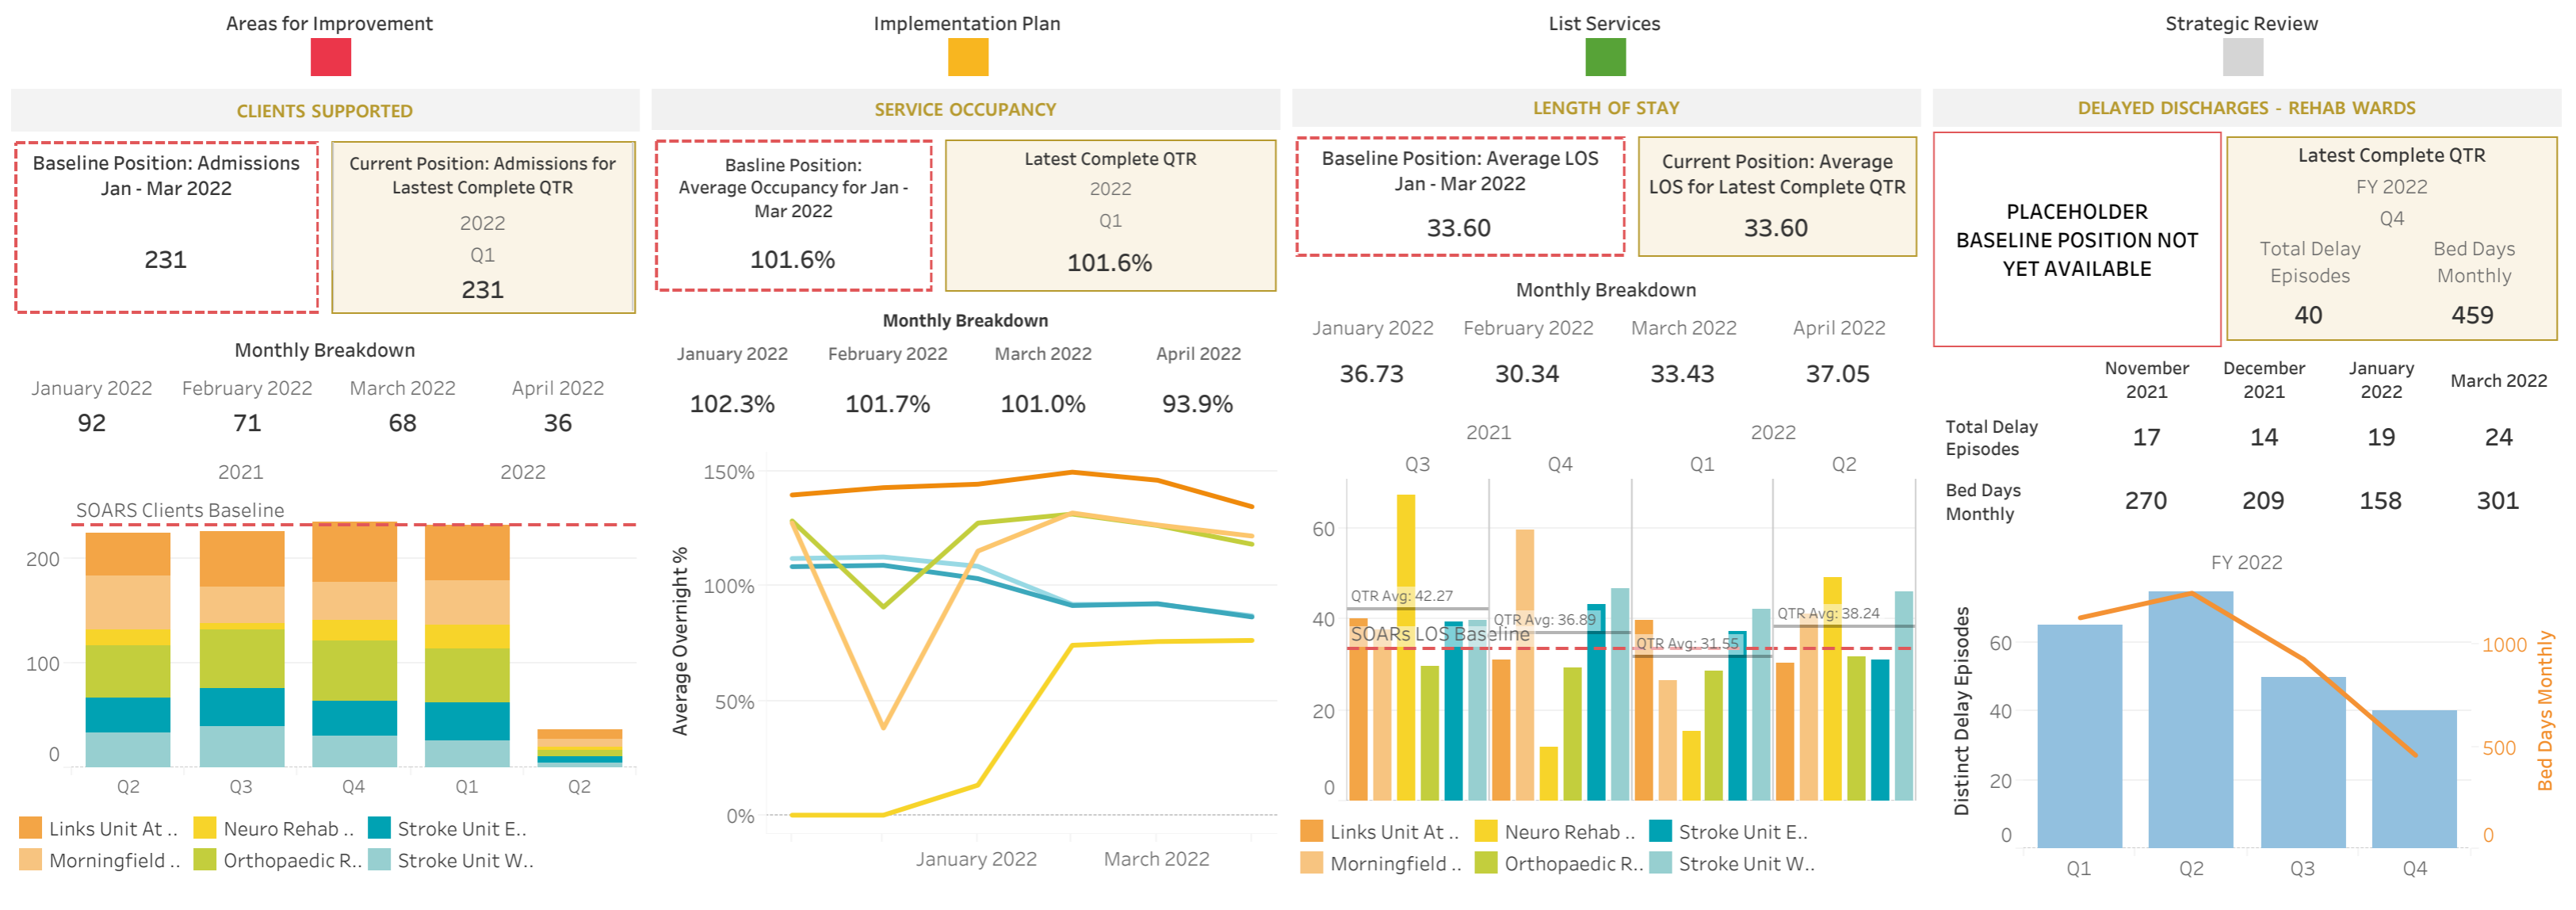 Areas for Improvement
Implementation Plan
List Services
Strategic Review
CLIENTS SUPPORTED
Baseline Position: Admissions
Jan - Mar 2022
231
Current Position: Admissions for
Lastest Complete QTR
2022
Q1
231
Monthly Breakdown
January 2022 February 2022 March 2022 April 2022
92 71 68 36
2021 2022
SOARS Clients Baseline
200
100
0
Q2 Q3 Q4 Q1 Q2
Links Unit At .. Neuro Rehab .. Stroke Unit E..
Morningfield .. Orthopaedic R.. Stroke Unit W..
SERVICE OCCUPANCY
Basline Position:
Average Occupancy for Jan -
Mar 2022
101.6%
Latest Complete QTR
2022
Q1
101.6%
Monthly Breakdown
January 2022 February 2022 March 2022 April 2022
102.3% 101.7% 101.0% 93.9%
Average Overnight %
150%
100%
50%
0%
January 2022 March 2022
LENGTH OF STAY
Baseline Position: Average LOS
Jan - Mar 2022
33.60
Current Position: Average
LOS for Latest Complete QTR
33.60
Monthly Breakdown
January 2022 February 2022 March 2022 April 2022
36.73 30.34 33.43 37.05
2021 2022
Q3 Q4 Q1 Q2
60
40
20
0
QTR Avg: 42.27
QTR Avg: 36.89
QTR Avg: 31.55
QTR Avg: 38.24
SOARs LOS Baseline
Links Unit At .. Neuro Rehab .. Stroke Unit E..
Morningfield .. Orthopaedic R.. Stroke Unit W..
DELAYED DISCHARGES - REHAB WARDS
PLACEHOLDER
BASELINE POSITION NOT
YET AVAILABLE
Latest Complete QTR
FY 2022
Q4
Total Delay
Episodes
40
Bed Days
Monthly
459
November
2021
December
2021
January
2022
March 2022
Total Delay
Episodes
17 14 19 24
Bed Days
Monthly
270 209 158 301
FY 2022
Distinct Delay Episodes
60
40
20
0
1000
500
0
Bed Days Monthly
Q1 Q2 Q3 Q4